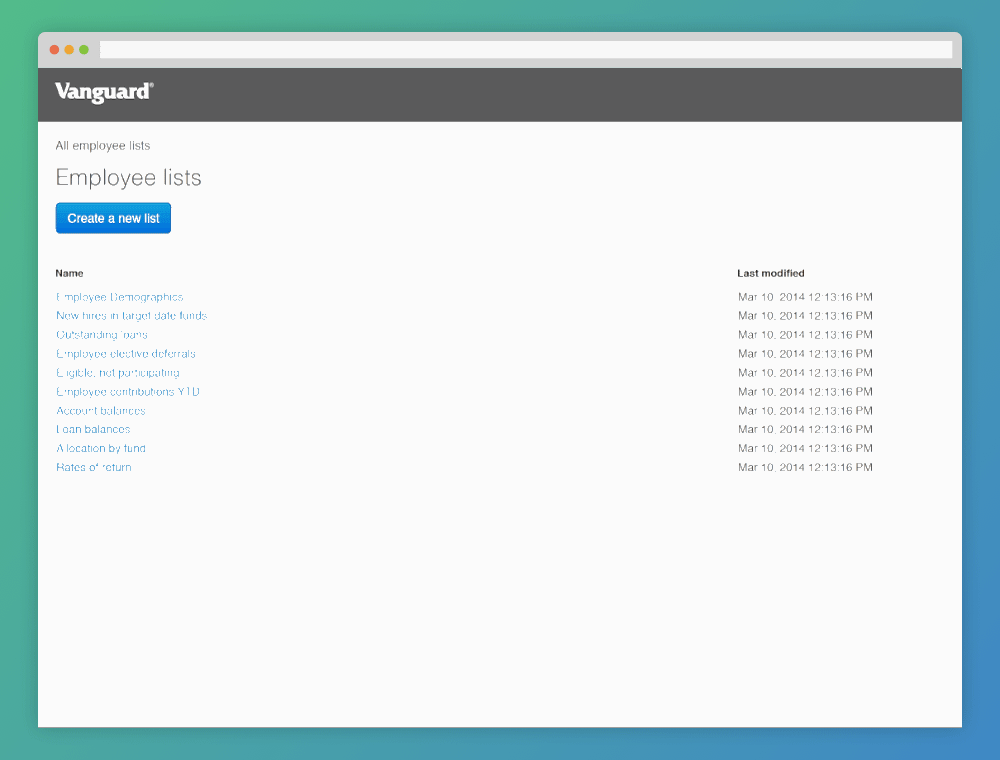 Vanguard®
All employee lists
Employee lists
Create a new list
Name Last modified
Employee Demographics Mar 10, 2014 12:13:16 PM
New hires in target date funds Mar 10, 2014 12:13:16 PM
Outstanding loans Mar 10, 2014 12:13:16 PM
Employee elective deferrals Mar 10, 2014 12:13:16 PM
Eligible, not participating Mar 10, 2014 12:13:16 PM
Employee contributions YTD Mar 10, 2014 12:13:16 PM
Account balances Mar 10, 2014 12:13:16 PM
Loan balances Mar 10, 2014 12:13:16 PM
Allocation by fund Mar 10, 2014 12:13:16 PM
Rates of return Mar 10, 2014 12:13:16 PM